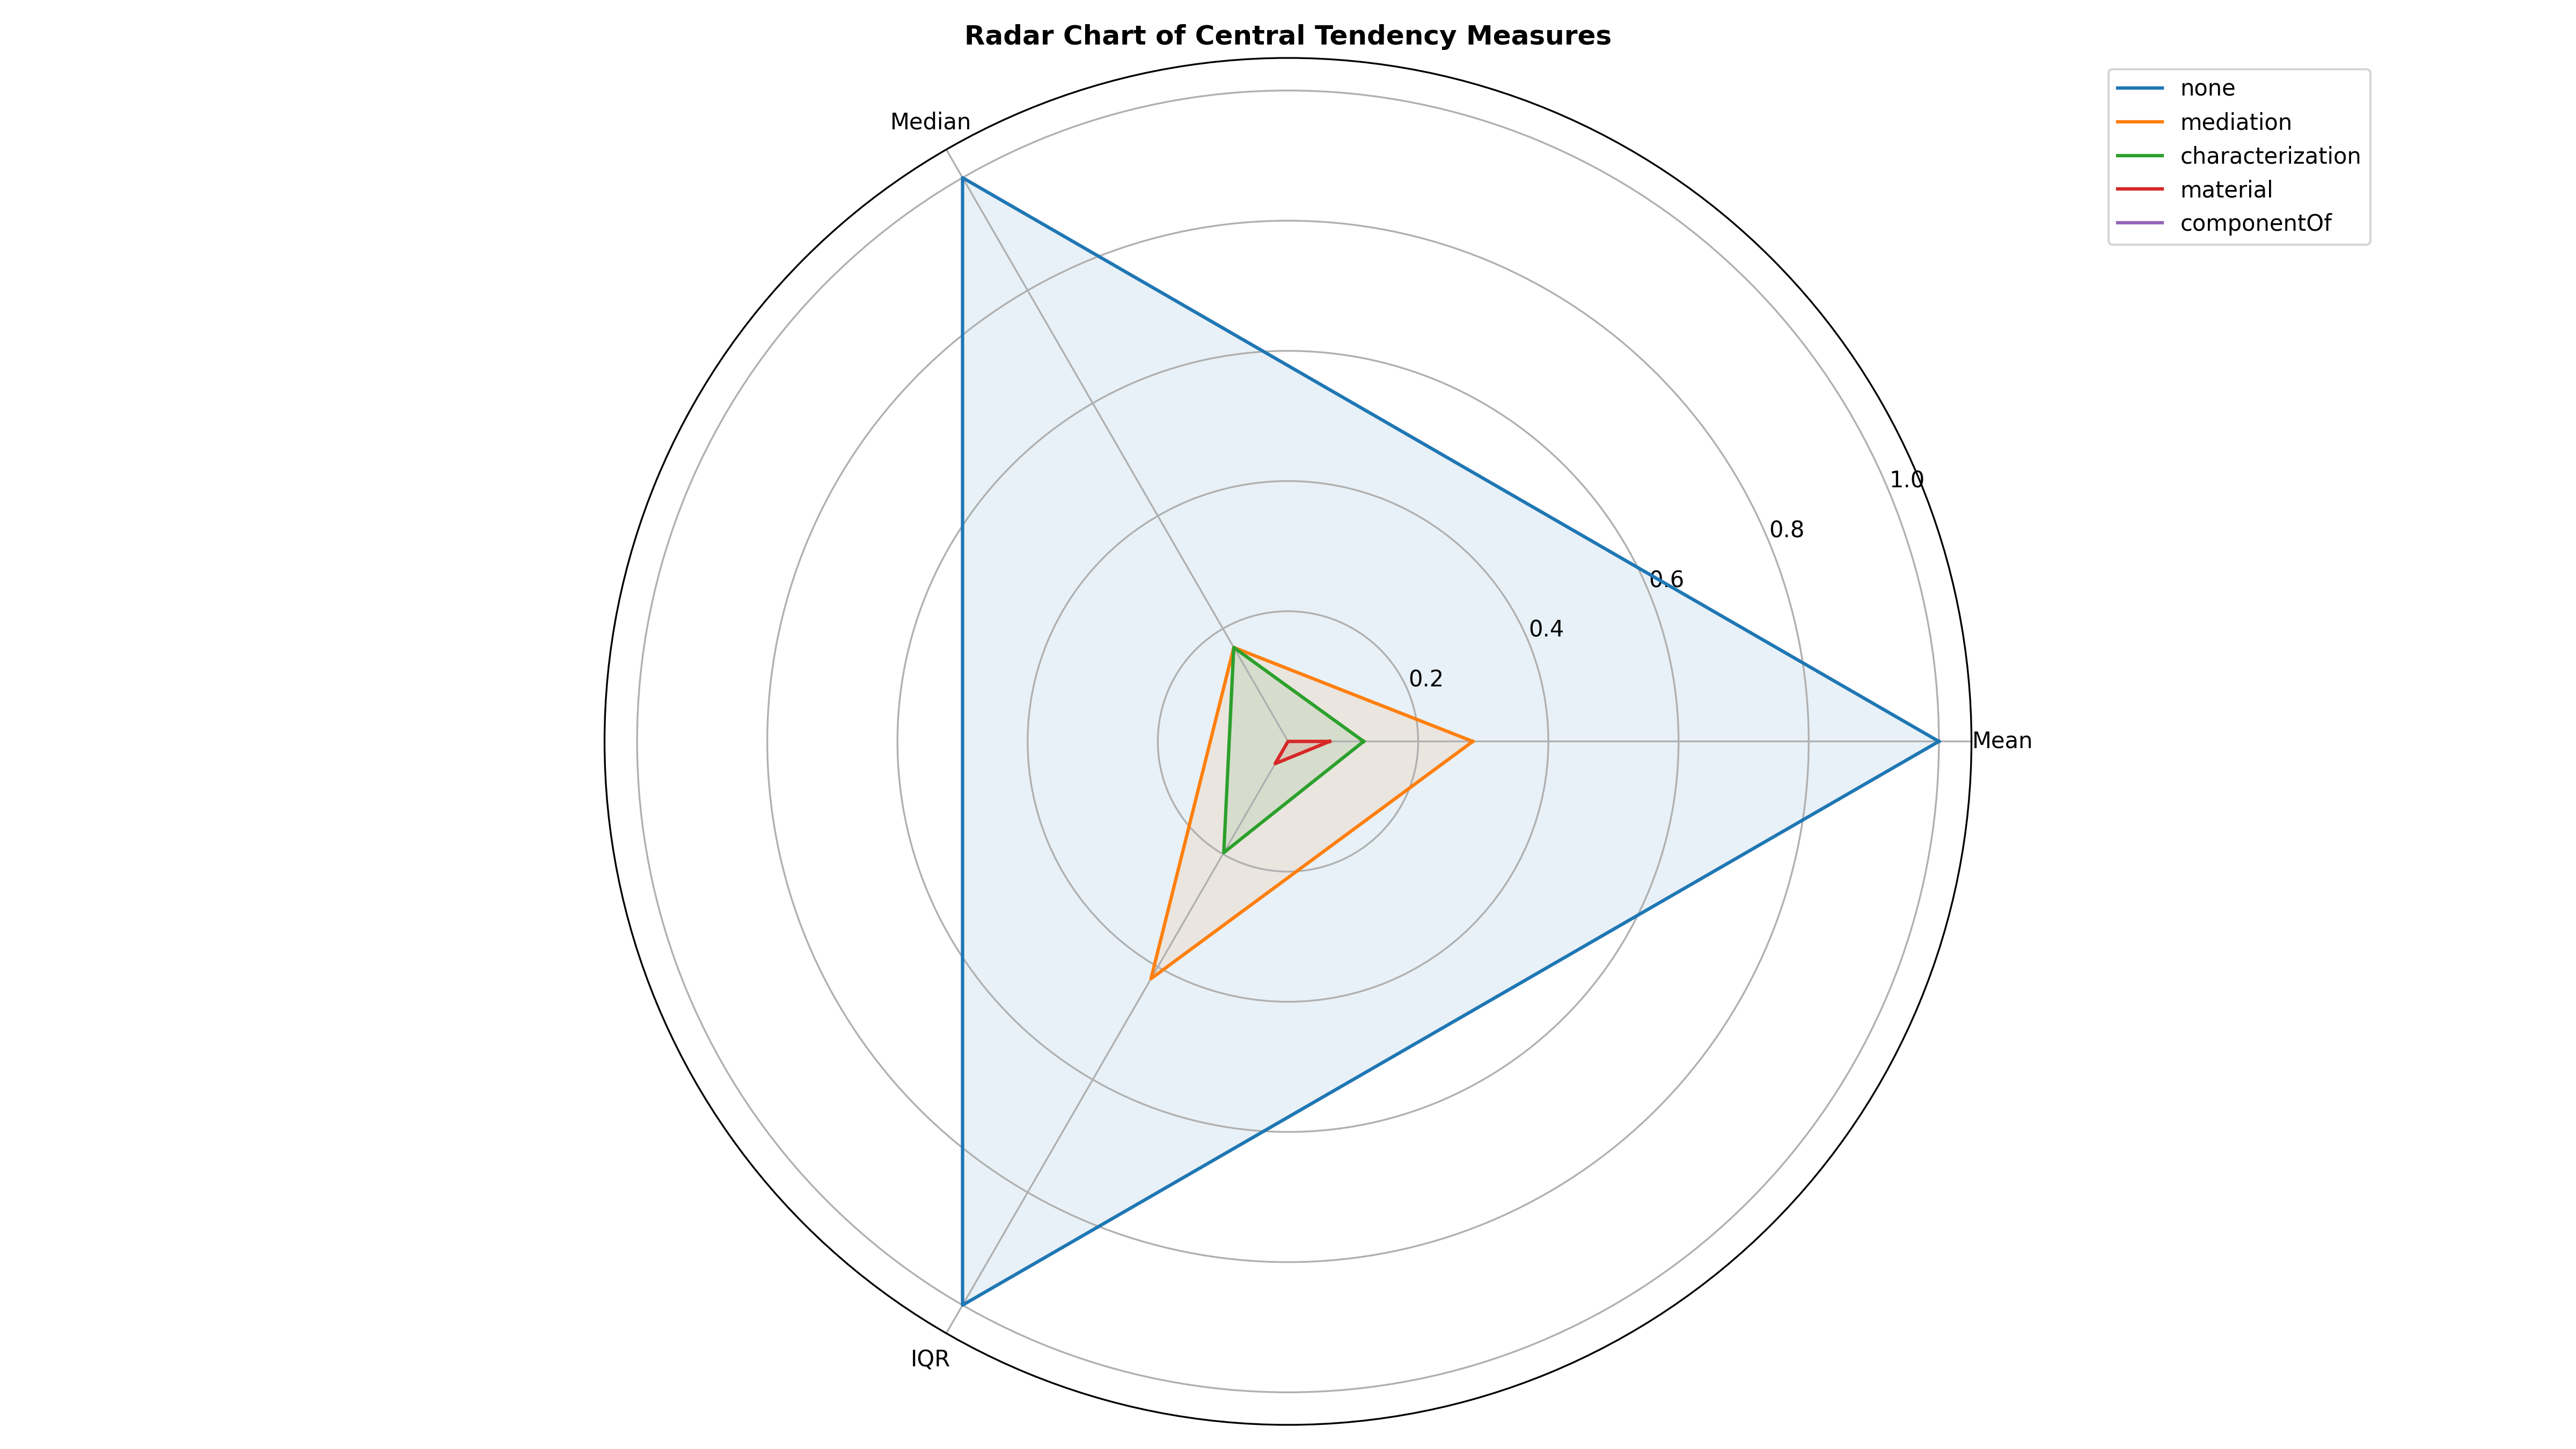 Radar Chart of Central Tendency Measures
none
mediation
characterization
material
componentOf
Median
1.0
0.8
0.6
0.4
0.2
Mean
IQR